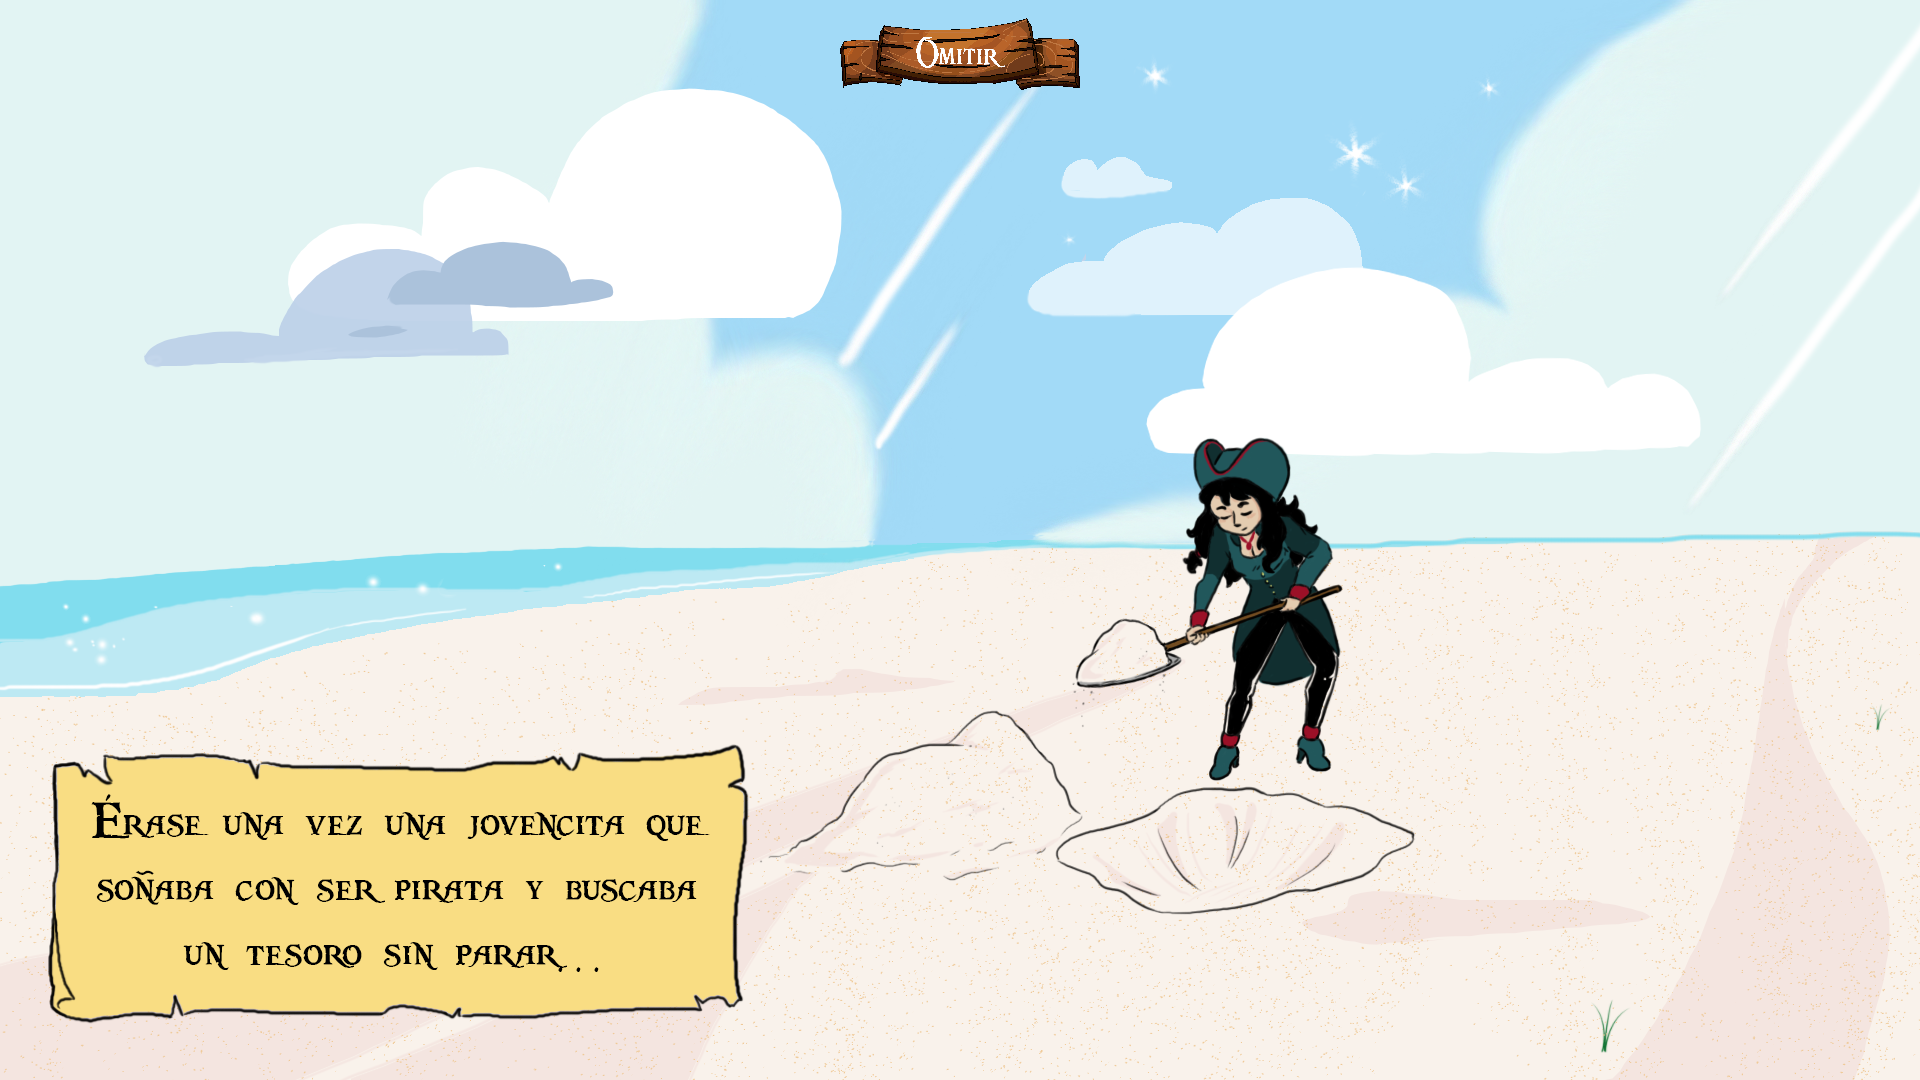 Omitir
Érase una vez una jovencita que
soñaba con ser pirata y buscaba
un tesoro sin parar...